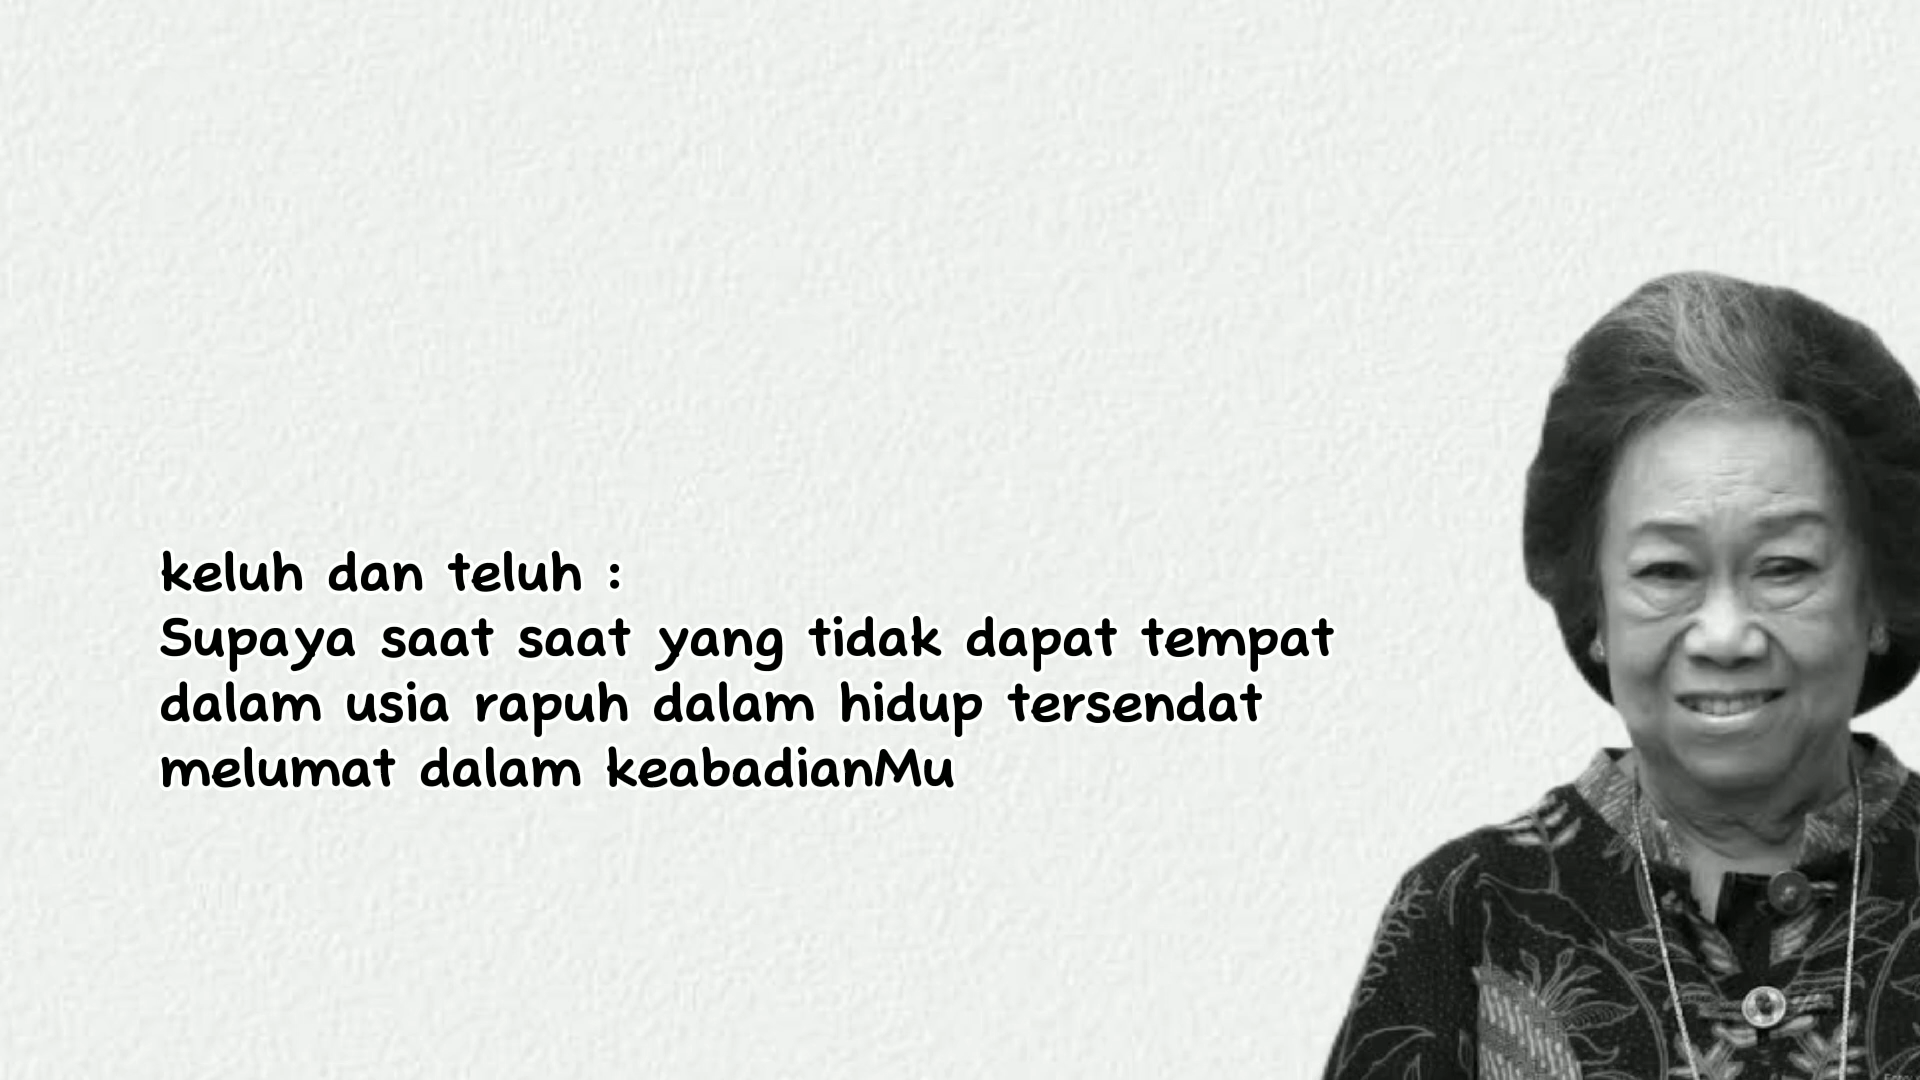 keluh dan teluh :
Supaya saat saat yang tidak dapat tempat
dalam usia rapuh dalam hidup tersendat
melumat dalam keabadianMu